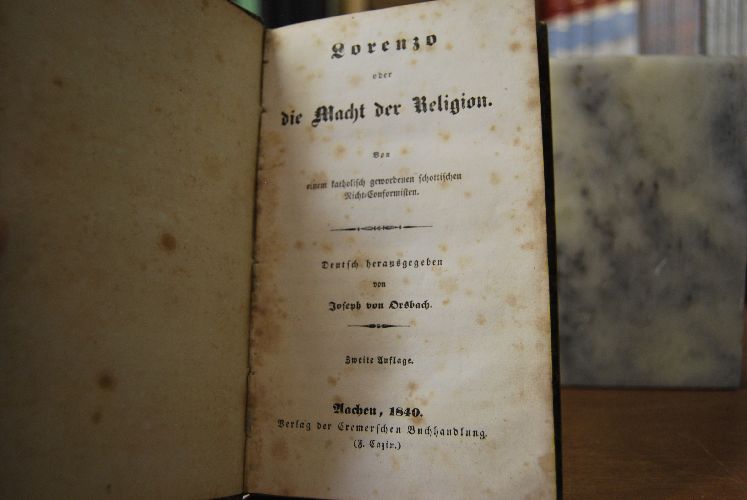 Lorenzo
oder
die Macht der Religion.
Von
einem katholisch gewordenen schottischen
Nicht-Conformisten.
Deutsch herausgegeben
von
Joseph von Orsbach.
Zweite Auflage.
Aachen, 1840.
Verlag der Cremerschen Buchhandlung.
(F. Cazin.)